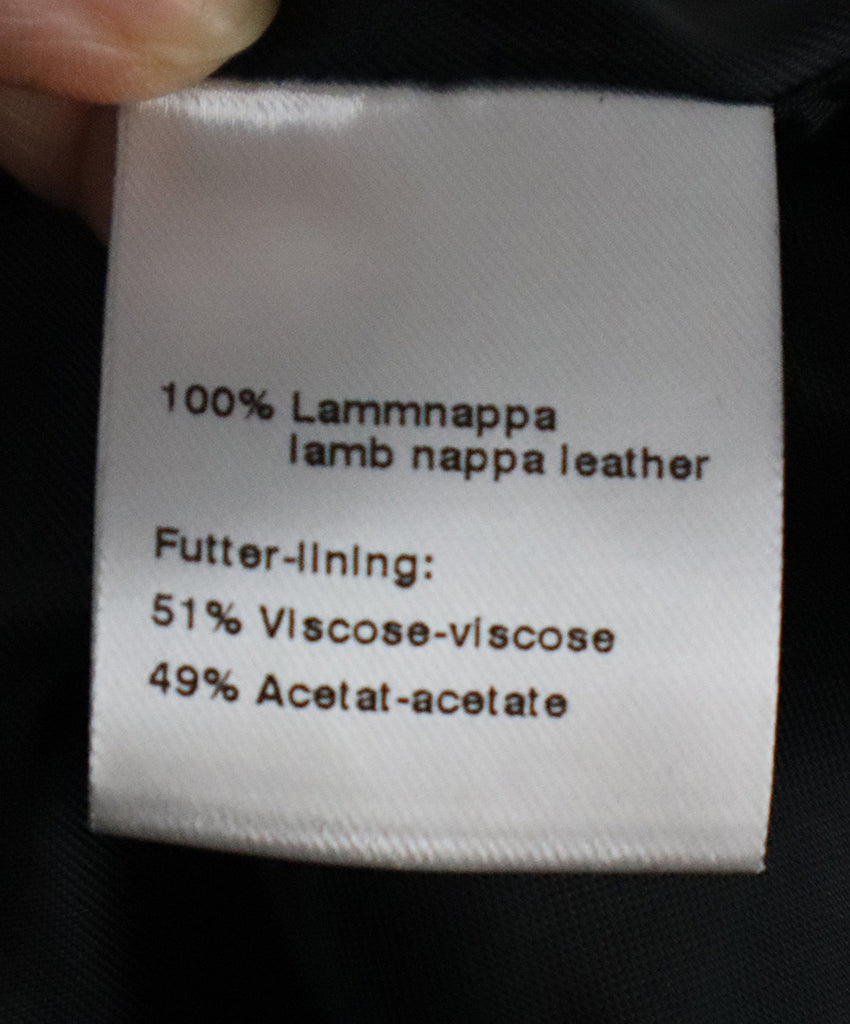 100% Lammnappa
lamb nappa leather
Futter-lining:
51% Viscose-viscose
49% Acetat-acetate